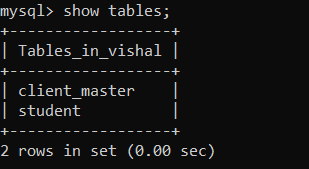 mysql> show tables;
+------------------+
| Tables_in_vishal |
+------------------+
| client_master    |
| student          |
+------------------+
2 rows in set (0.00 sec)